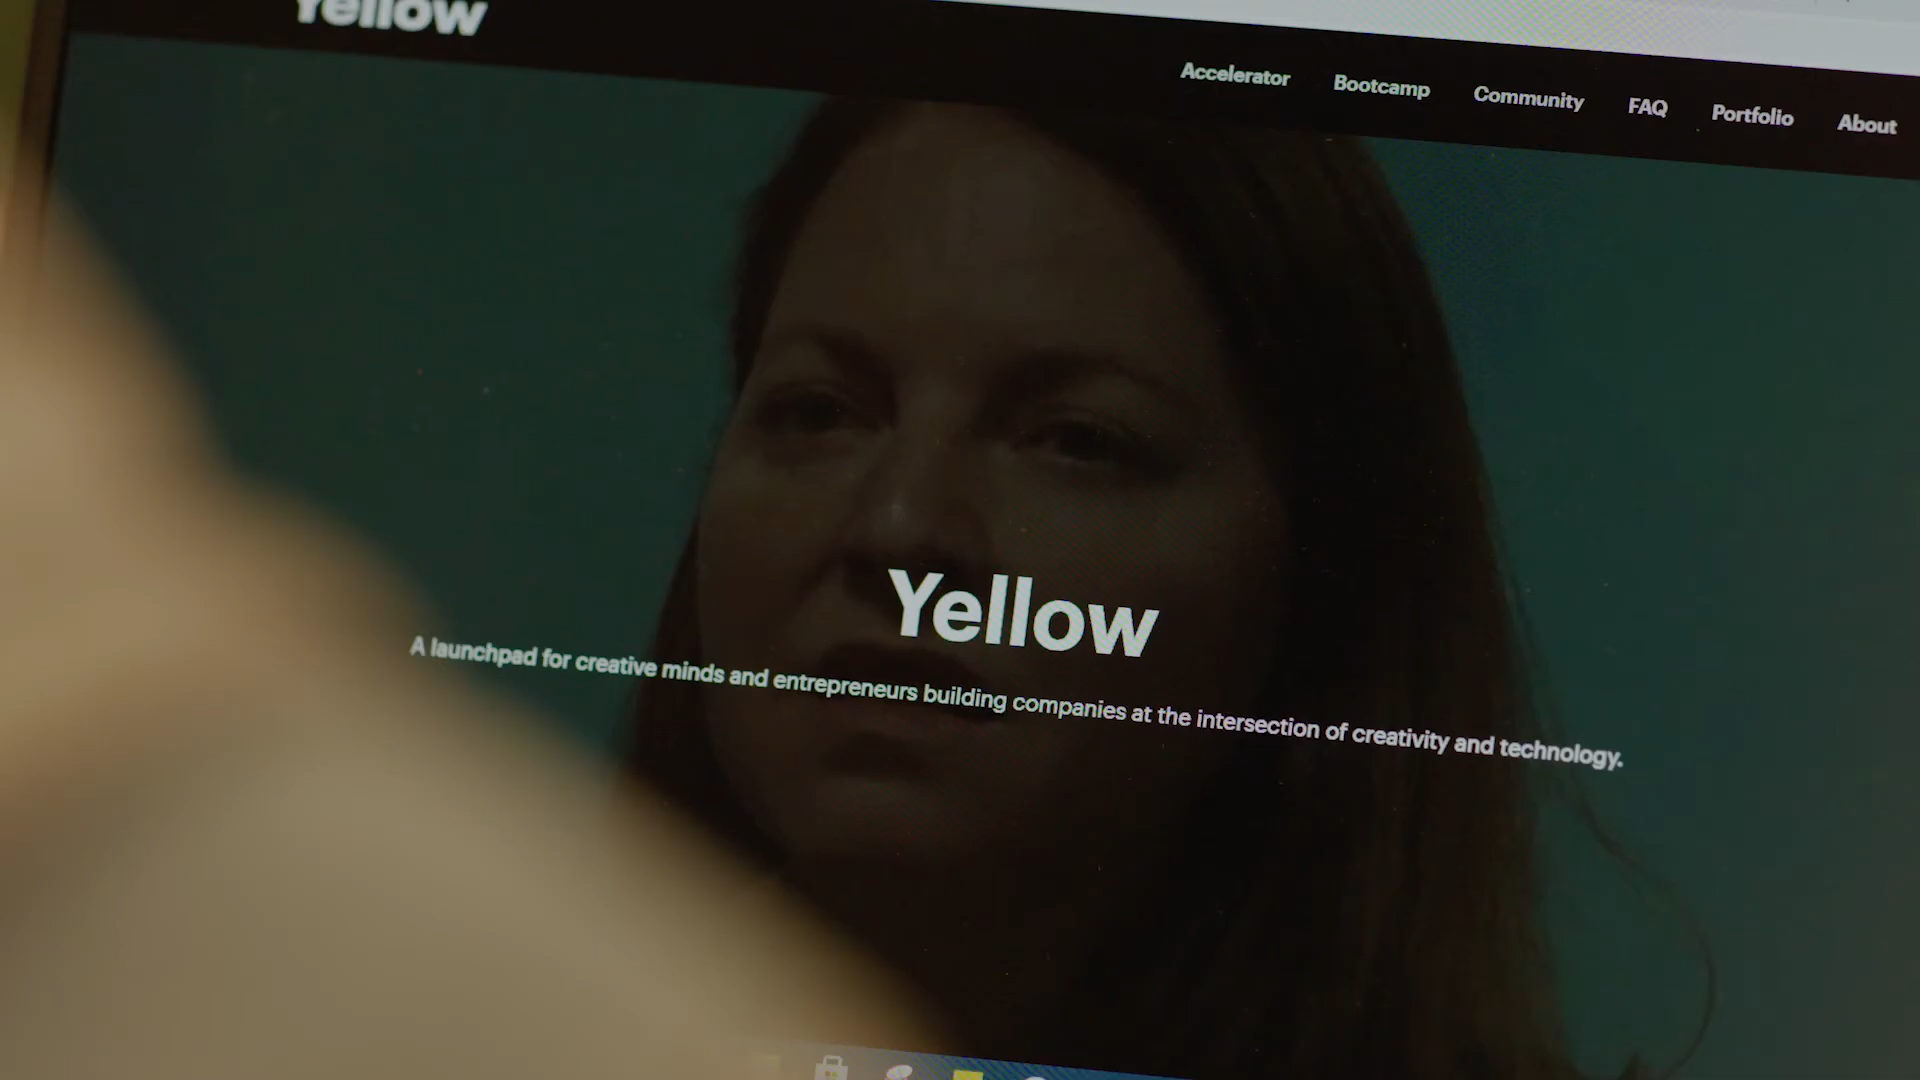 Yellow
Accelerator Bootcamp Community FAQ Portfolio About
Yellow
A launchpad for creative minds and entrepreneurs building companies at the intersection of creativity and technology.